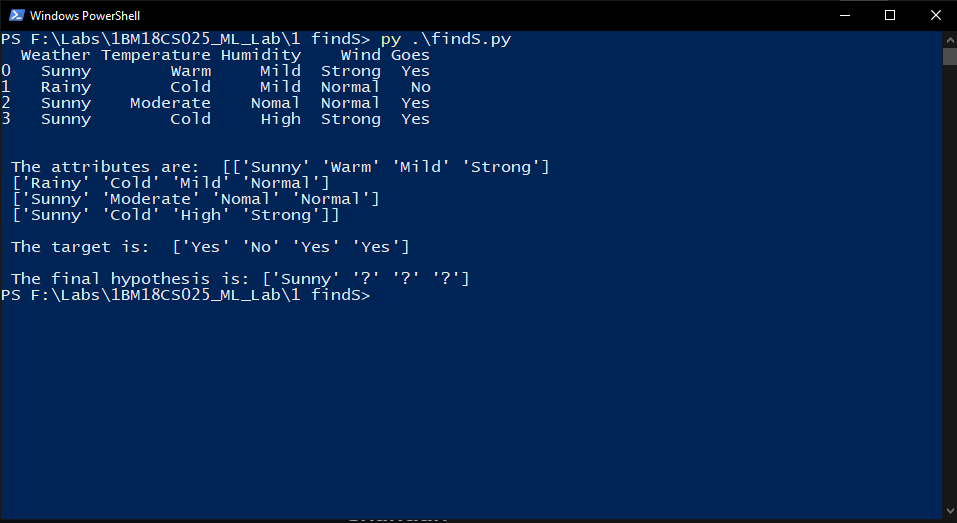 Windows PowerShell
PS F:\Labs\1BM18CS025_ML_Lab\1 findS> py .\findS.py
  Weather Temperature Humidity    Wind Goes
0   Sunny        Warm     Mild  Strong  Yes
1   Rainy        Cold     Mild  Normal   No
2   Sunny    Moderate    Nomal  Normal  Yes
3   Sunny        Cold     High  Strong  Yes
 The attributes are:  [['Sunny' 'Warm' 'Mild' 'Strong']
 ['Rainy' 'Cold' 'Mild' 'Normal']
 ['Sunny' 'Moderate' 'Nomal' 'Normal']
 ['Sunny' 'Cold' 'High' 'Strong']]
 The target is:  ['Yes' 'No' 'Yes' 'Yes']
 The final hypothesis is: ['Sunny' '?' '?' '?']
PS F:\Labs\1BM18CS025_ML_Lab\1 findS>